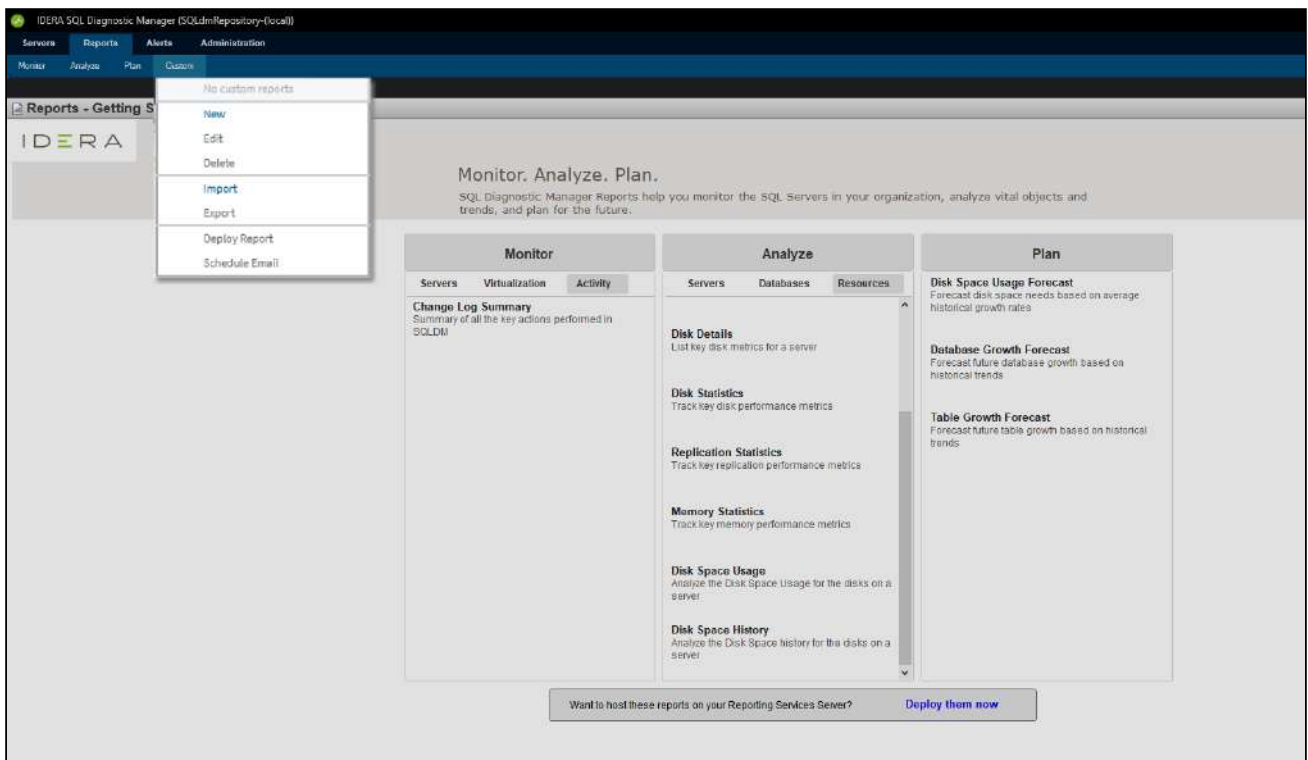 IDERA SQL Diagnostic Manager (SQLdmRepository-(local))
Servers Reports Alerts Administration
Monitor Analyze Plan Custom
No custom reports
Reports - Getting S
New
IDERA
Edit
Delete
Import
Export
Deploy Report
Schedule Email
Monitor. Analyze. Plan.
SQL Diagnostic Manager Reports help you monitor the SQL Servers in your organization, analyze vital objects and
trends, and plan for the future.
Monitor
Servers Virtualization Activity
Change Log Summary
Summary of all the key actions performed in
SQLDM
Analyze
Servers Databases Resources
Disk Details
List key disk metrics for a server
Disk Statistics
Track key disk performance metrics
Replication Statistics
Track key replication performance metrics
Memory Statistics
Track key memory performance metrics
Disk Space Usage
Analyze the Disk Space Usage for the disks on a
server
Disk Space History
Analyze the Disk Space history for the disks on a
server
Plan
Disk Space Usage Forecast
Forecast disk space needs based on average
historical growth rates
Database Growth Forecast
Forecast future database growth based on
historical trends
Table Growth Forecast
Forecast future table growth based on historical
trends
Want to host these reports on your Reporting Services Server? Deploy them now